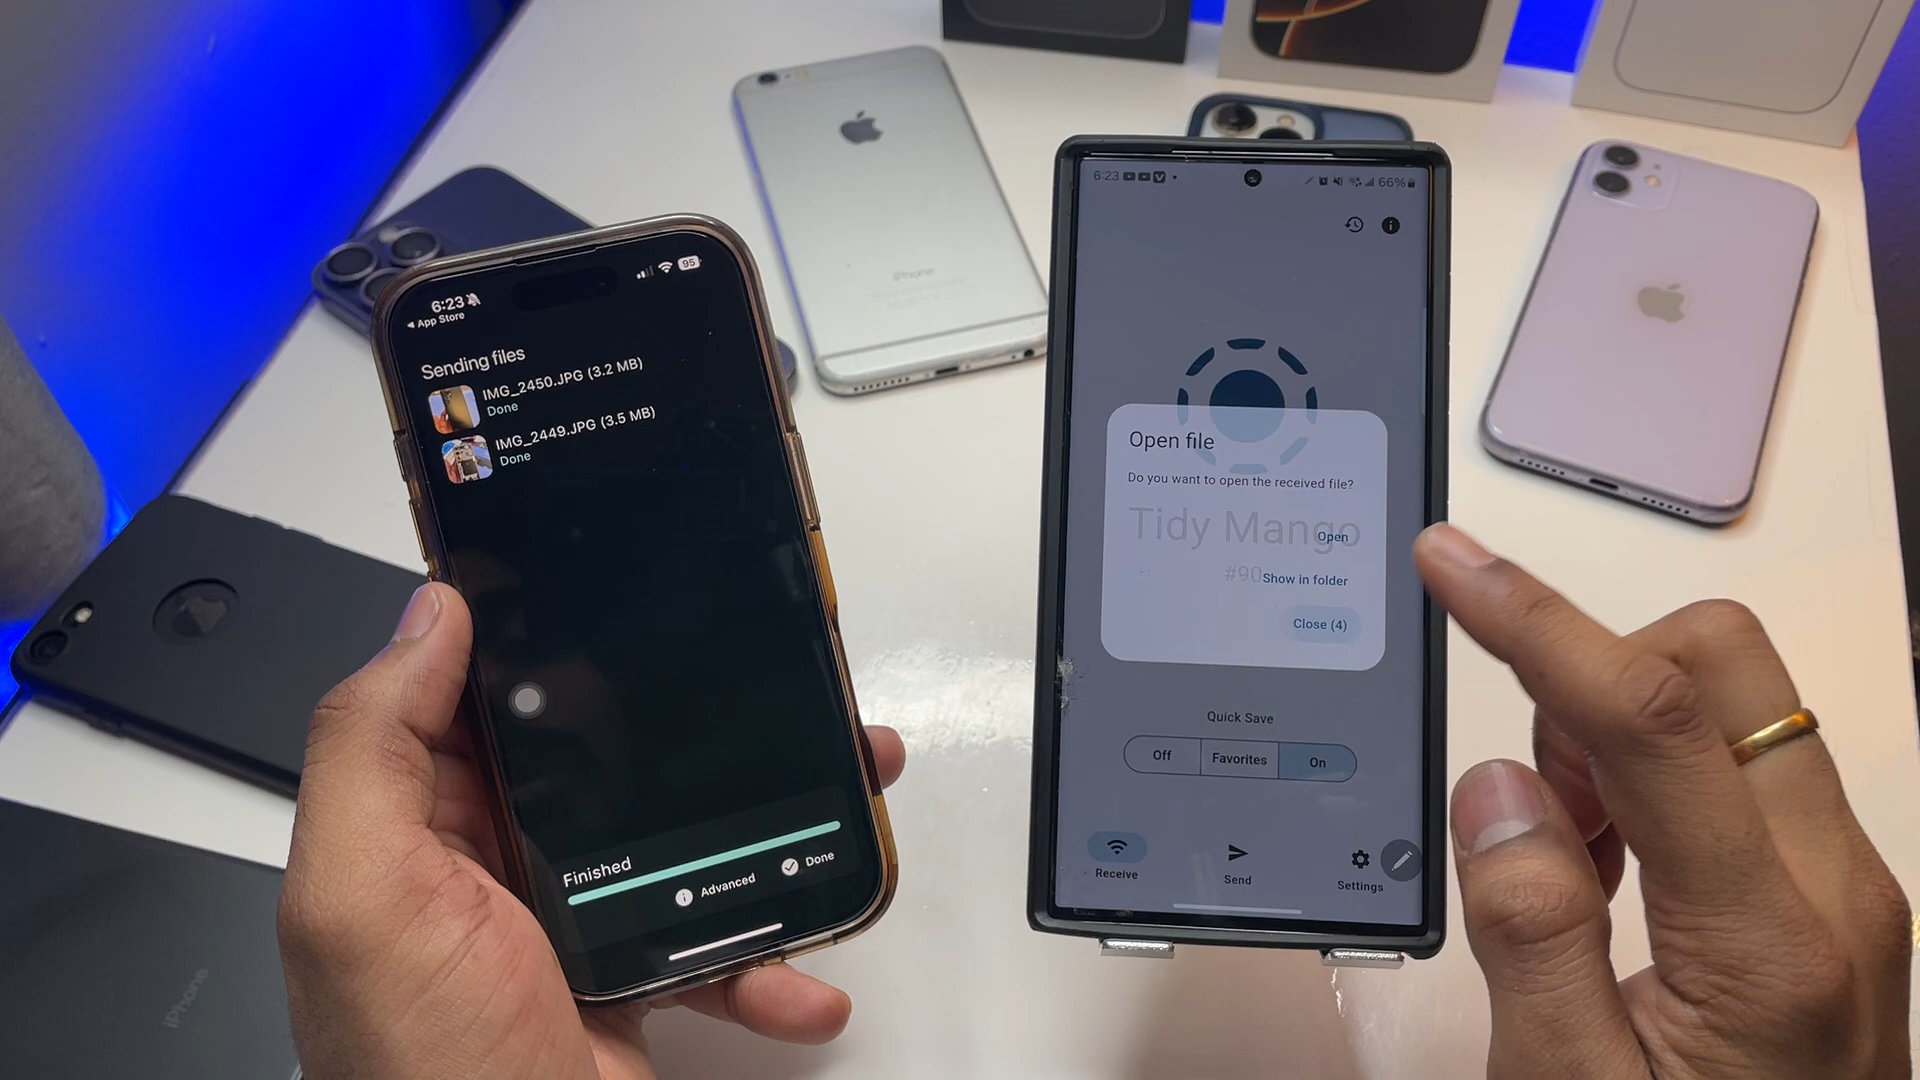 6:23
App Store
95
Sending files
IMG_2450.JPG (3.2 MB)
Done
IMG_2449.JPG (3.5 MB)
Done
Finished
Advanced
Done
iPhone
iPhone
6:23
66%
Open file
Do you want to open the received file?
Tidy Mango
Open
#90
Show in folder
Close (4)
Quick Save
Off
Favorites
On
Receive
Send
Settings